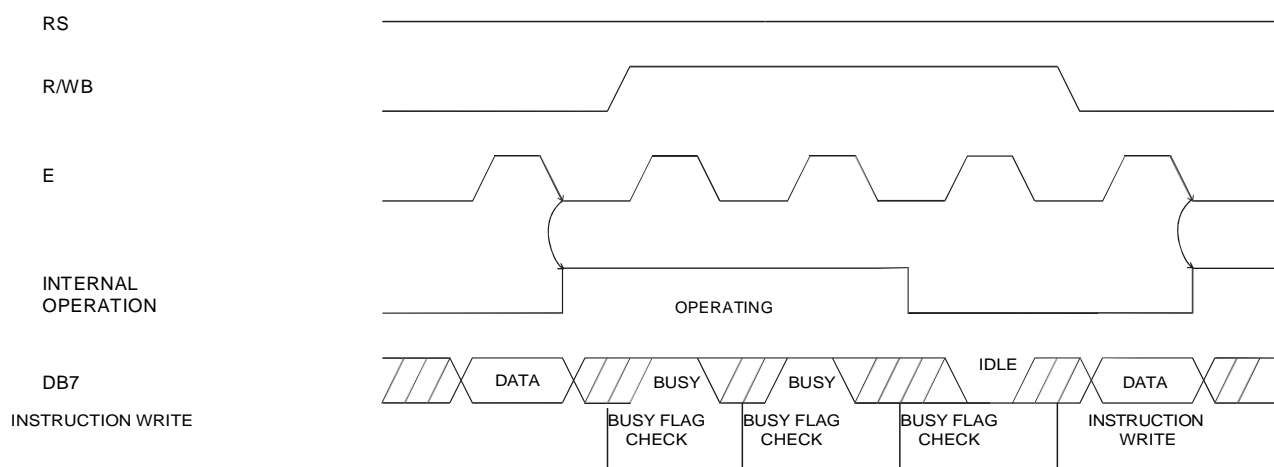 RS
R/WB
E
INTERNAL
OPERATION
OPERATING
DB7
DATA
BUSY
BUSY
IDLE
DATA
INSTRUCTION WRITE
BUSY FLAG
CHECK
BUSY FLAG
CHECK
BUSY FLAG
CHECK
INSTRUCTION
WRITE